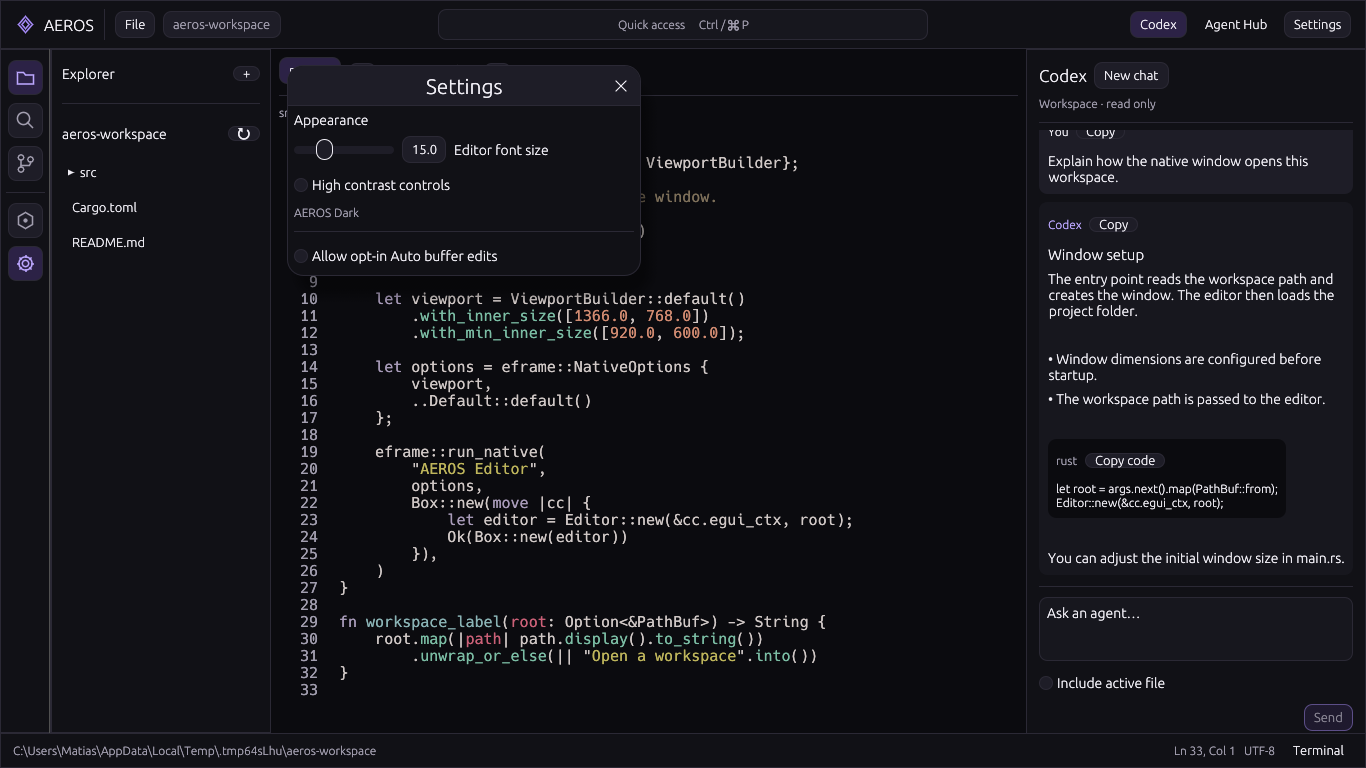 AEROS File aeros-workspace Quick access Ctrl/⌘P Codex Agent Hub Settings
Explorer +
aeros-workspace
▸ src
Cargo.toml
README.md
Settings
Appearance
15.0 Editor font size
High contrast controls
AEROS Dark
Allow opt-in Auto buffer edits
ViewportBuilder};
window.
)
9
10 let viewport = ViewportBuilder::default()
11 .with_inner_size([1366.0, 768.0])
12 .with_min_inner_size([920.0, 600.0]);
13
14 let options = eframe::NativeOptions {
15 viewport,
16 ..Default::default()
17 };
18
19 eframe::run_native(
20 "AEROS Editor",
21 options,
22 Box::new(move |cc| {
23 let editor = Editor::new(&cc.egui_ctx, root);
24 Ok(Box::new(editor))
25 }),
26 )
27 }
28
29 fn workspace_label(root: Option<&PathBuf>) -> String {
30 root.map(|path| path.display().to_string())
31 .unwrap_or_else(|| "Open a workspace".into())
32 }
33
Codex New chat
Workspace · read only
You Copy
Explain how the native window opens this
workspace.
Codex Copy
Window setup
The entry point reads the workspace path and
creates the window. The editor then loads the
project folder.
• Window dimensions are configured before
startup.
• The workspace path is passed to the editor.
rust Copy code
let root = args.next().map(PathBuf::from);
Editor::new(&cc.egui_ctx, root);
You can adjust the initial window size in main.rs.
Ask an agent…
Include active file
Send
C:\Users\Matias\AppData\Local\Temp\.tmp64sLhu\aeros-workspace Ln 33, Col 1 UTF-8 Terminal